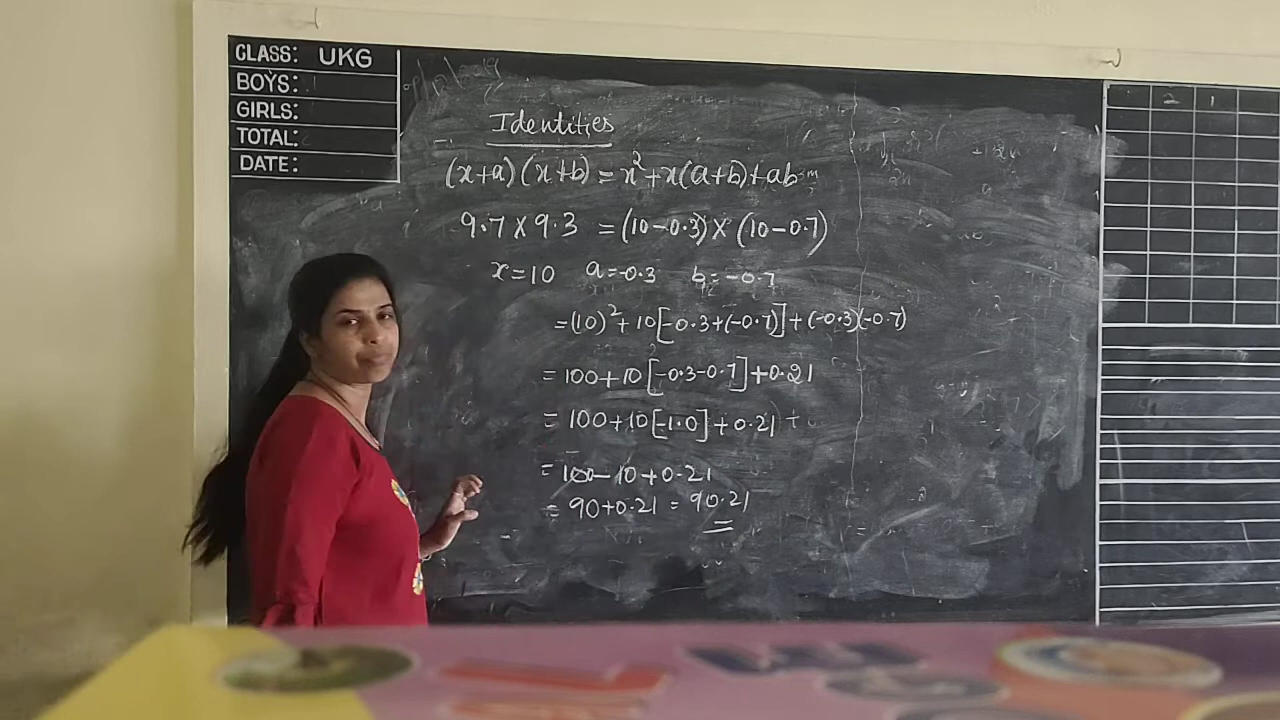 CLASS: UKG
BOYS:
GIRLS:
TOTAL:
DATE:
Identities
(x+a)(x+b) = x²+x(a+b)+ab
9.7 X 9.3 = (10-0.3) X (10-0.7)
x=10 a=-0.3 b=-0.7
=(10)²+10[-0.3+(-0.7)]+(-0.3)(-0.7)
= 100+10[-0.3-0.7]+0.21
= 100+10[-1.0]+0.21
= 100-10+0.21
= 90+0.21 = 90.21
2 1